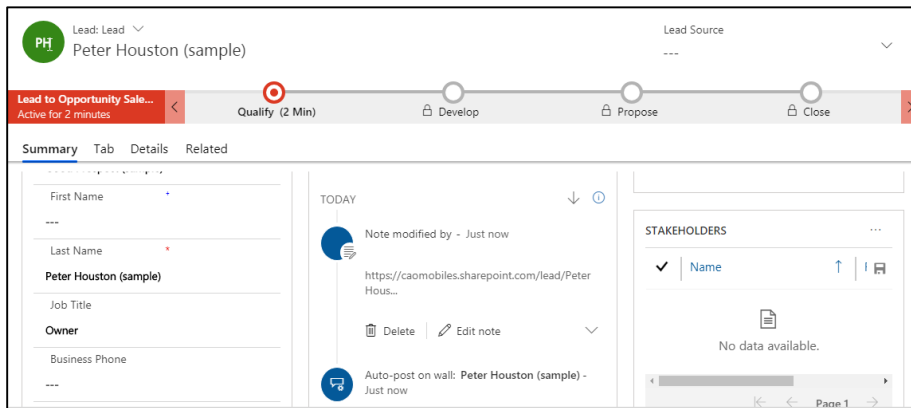 PH
Lead: Lead
Peter Houston (sample)
Lead Source
---
Lead to Opportunity Sale...
Active for 2 minutes
Qualify (2 Min)
Develop
Propose
Close
Summary Tab Details Related
First Name +
---
Last Name *
Peter Houston (sample)
Job Title
Owner
Business Phone
---
TODAY
Note modified by - Just now
https://caomobiles.sharepoint.com/lead/Peter
Hous...
Delete
Edit note
Auto-post on wall: Peter Houston (sample) -
Just now
STAKEHOLDERS
...
Name
No data available.
Page 1